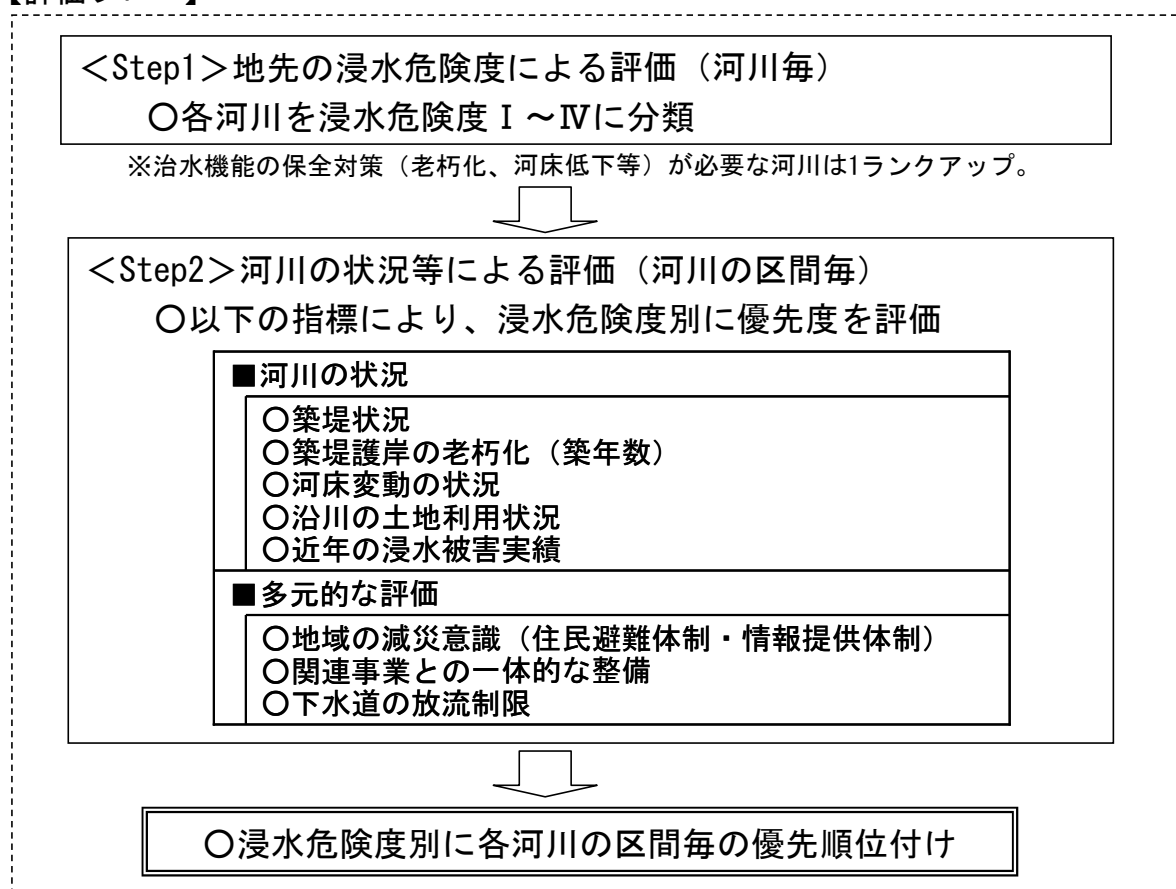 ＜Step1＞地先の浸水危険度による評価（河川毎）
○各河川を浸水危険度Ⅰ～Ⅳに分類
※治水機能の保全対策（老朽化、河床低下等）が必要な河川は1ランクアップ。
＜Step2＞河川の状況等による評価（河川の区間毎）
○以下の指標により、浸水危険度別に優先度を評価
■河川の状況
○築堤状況
○築堤護岸の老朽化（築年数）
○河床変動の状況
○沿川の土地利用状況
○近年の浸水被害実績
■多元的な評価
○地域の減災意識（住民避難体制・情報提供体制）
○関連事業との一体的な整備
○下水道の放流制限
○浸水危険度別に各河川の区間毎の優先順位付け